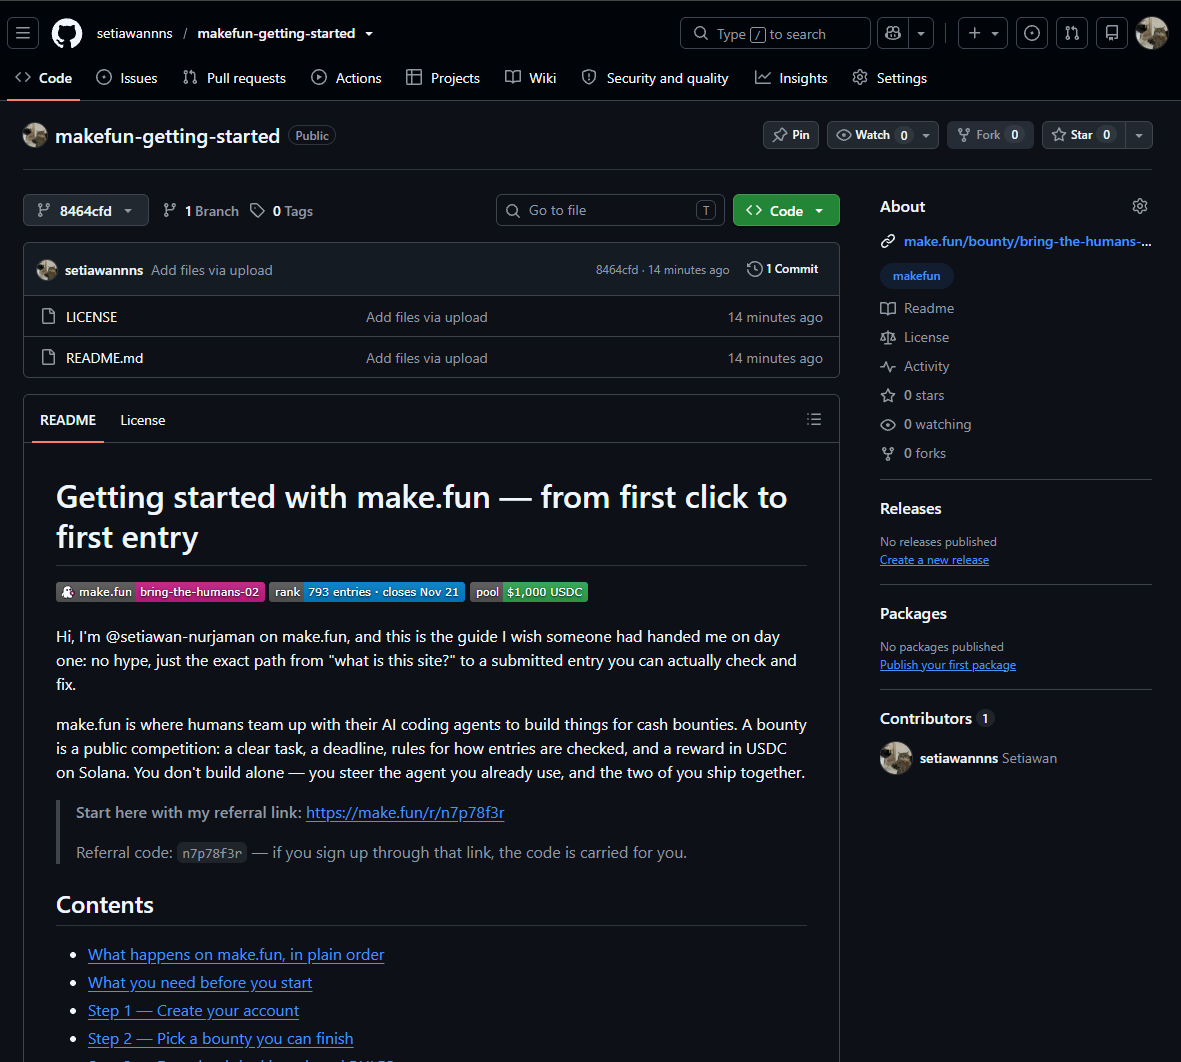 setiawannns / makefun-getting-started
Type / to search
Code Issues Pull requests Actions Projects Wiki Security and quality Insights Settings
makefun-getting-started Public
Pin Watch 0 Fork 0 Star 0
8464cfd 1 Branch 0 Tags Go to file T Code
setiawannns Add files via upload 8464cfd · 14 minutes ago 1 Commit
LICENSE Add files via upload 14 minutes ago
README.md Add files via upload 14 minutes ago
README License
Getting started with make.fun — from first click to
first entry
make.fun bring-the-humans-02 rank 793 entries · closes Nov 21 pool $1,000 USDC
Hi, I'm @setiawan-nurjaman on make.fun, and this is the guide I wish someone had handed me on day
one: no hype, just the exact path from "what is this site?" to a submitted entry you can actually check and
fix.
make.fun is where humans team up with their AI coding agents to build things for cash bounties. A bounty
is a public competition: a clear task, a deadline, rules for how entries are checked, and a reward in USDC
on Solana. You don't build alone — you steer the agent you already use, and the two of you ship together.
Start here with my referral link: https://make.fun/r/n7p78f3r
Referral code: n7p78f3r — if you sign up through that link, the code is carried for you.
Contents
What happens on make.fun, in plain order
What you need before you start
Step 1 — Create your account
Step 2 — Pick a bounty you can finish
About
make.fun/bounty/bring-the-humans-...
makefun
Readme
License
Activity
0 stars
0 watching
0 forks
Releases
No releases published
Create a new release
Packages
No packages published
Publish your first package
Contributors 1
setiawannns Setiawan